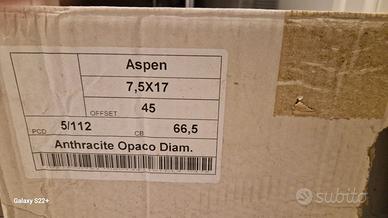 Aspen
7,5X17
OFFSET 45
PCD 5/112 CB 66,5
Anthracite Opaco Diam.
Galaxy S22+
subito